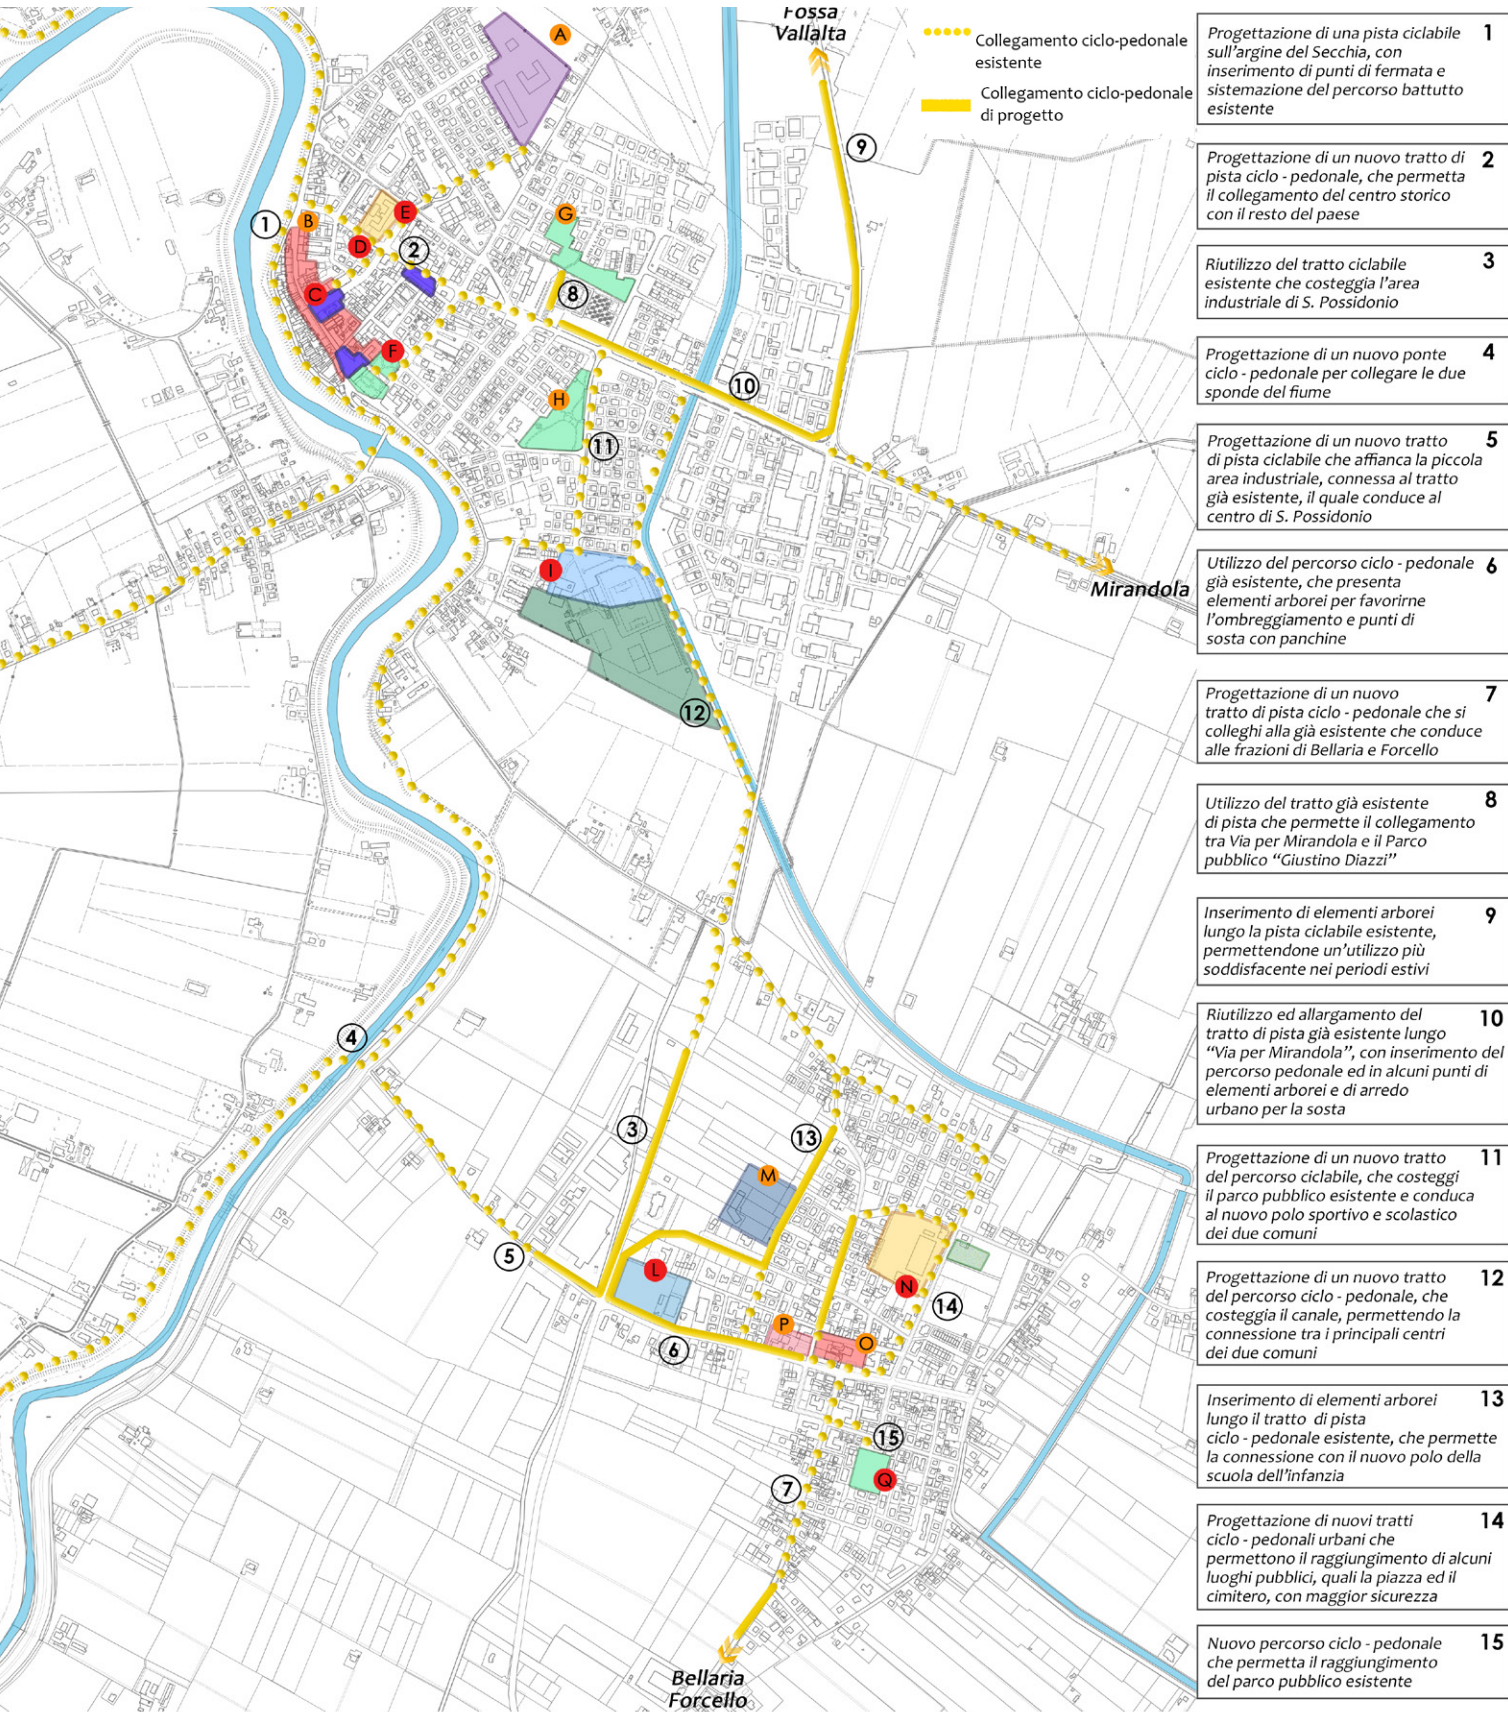 Fossa
Vallalta
Collegamento ciclo-pedonale
esistente
Collegamento ciclo-pedonale
di progetto
A
B
C
D
E
F
G
H
I
L
M
N
O
P
Q
1
2
3
4
5
6
7
8
9
10
11
12
13
14
15
Mirandola
Bellaria
Forcello
Progettazione di una pista ciclabile 1
sull'argine del Secchia, con
inserimento di punti di fermata e
sistemazione del percorso battutto
esistente
Progettazione di un nuovo tratto di 2
pista ciclo - pedonale, che permetta
il collegamento del centro storico
con il resto del paese
Riutilizzo del tratto ciclabile 3
esistente che costeggia l'area
industriale di S. Possidonio
Progettazione di un nuovo ponte 4
ciclo - pedonale per collegare le due
sponde del fiume
Progettazione di un nuovo tratto 5
di pista ciclabile che affianca la piccola
area industriale, connessa al tratto
già esistente, il quale conduce al
centro di S. Possidonio
Utilizzo del percorso ciclo - pedonale 6
già esistente, che presenta
elementi arborei per favorirne
l'ombreggiamento e punti di
sosta con panchine
Progettazione di un nuovo 7
tratto di pista ciclo - pedonale che si
colleghi alla già esistente che conduce
alle frazioni di Bellaria e Forcello
Utilizzo del tratto già esistente 8
di pista che permette il collegamento
tra Via per Mirandola e il Parco
pubblico "Giustino Diazzi"
Inserimento di elementi arborei 9
lungo la pista ciclabile esistente,
permettendone un'utilizzo più
soddisfacente nei periodi estivi
Riutilizzo ed allargamento del 10
tratto di pista già esistente lungo
"Via per Mirandola", con inserimento del
percorso pedonale ed in alcuni punti di
elementi arborei e di arredo
urbano per la sosta
Progettazione di un nuovo tratto 11
del percorso ciclabile, che costeggi
il parco pubblico esistente e conduca
al nuovo polo sportivo e scolastico
dei due comuni
Progettazione di un nuovo tratto 12
del percorso ciclo - pedonale, che
costeggia il canale, permettendo la
connessione tra i principali centri
dei due comuni
Inserimento di elementi arborei 13
lungo il tratto di pista
ciclo - pedonale esistente, che permette
la connessione con il nuovo polo della
scuola dell'infanzia
Progettazione di nuovi tratti 14
ciclo - pedonali urbani che
permettono il raggiungimento di alcuni
luoghi pubblici, quali la piazza ed il
cimitero, con maggior sicurezza
Nuovo percorso ciclo - pedonale 15
che permetta il raggiungimento
del parco pubblico esistente